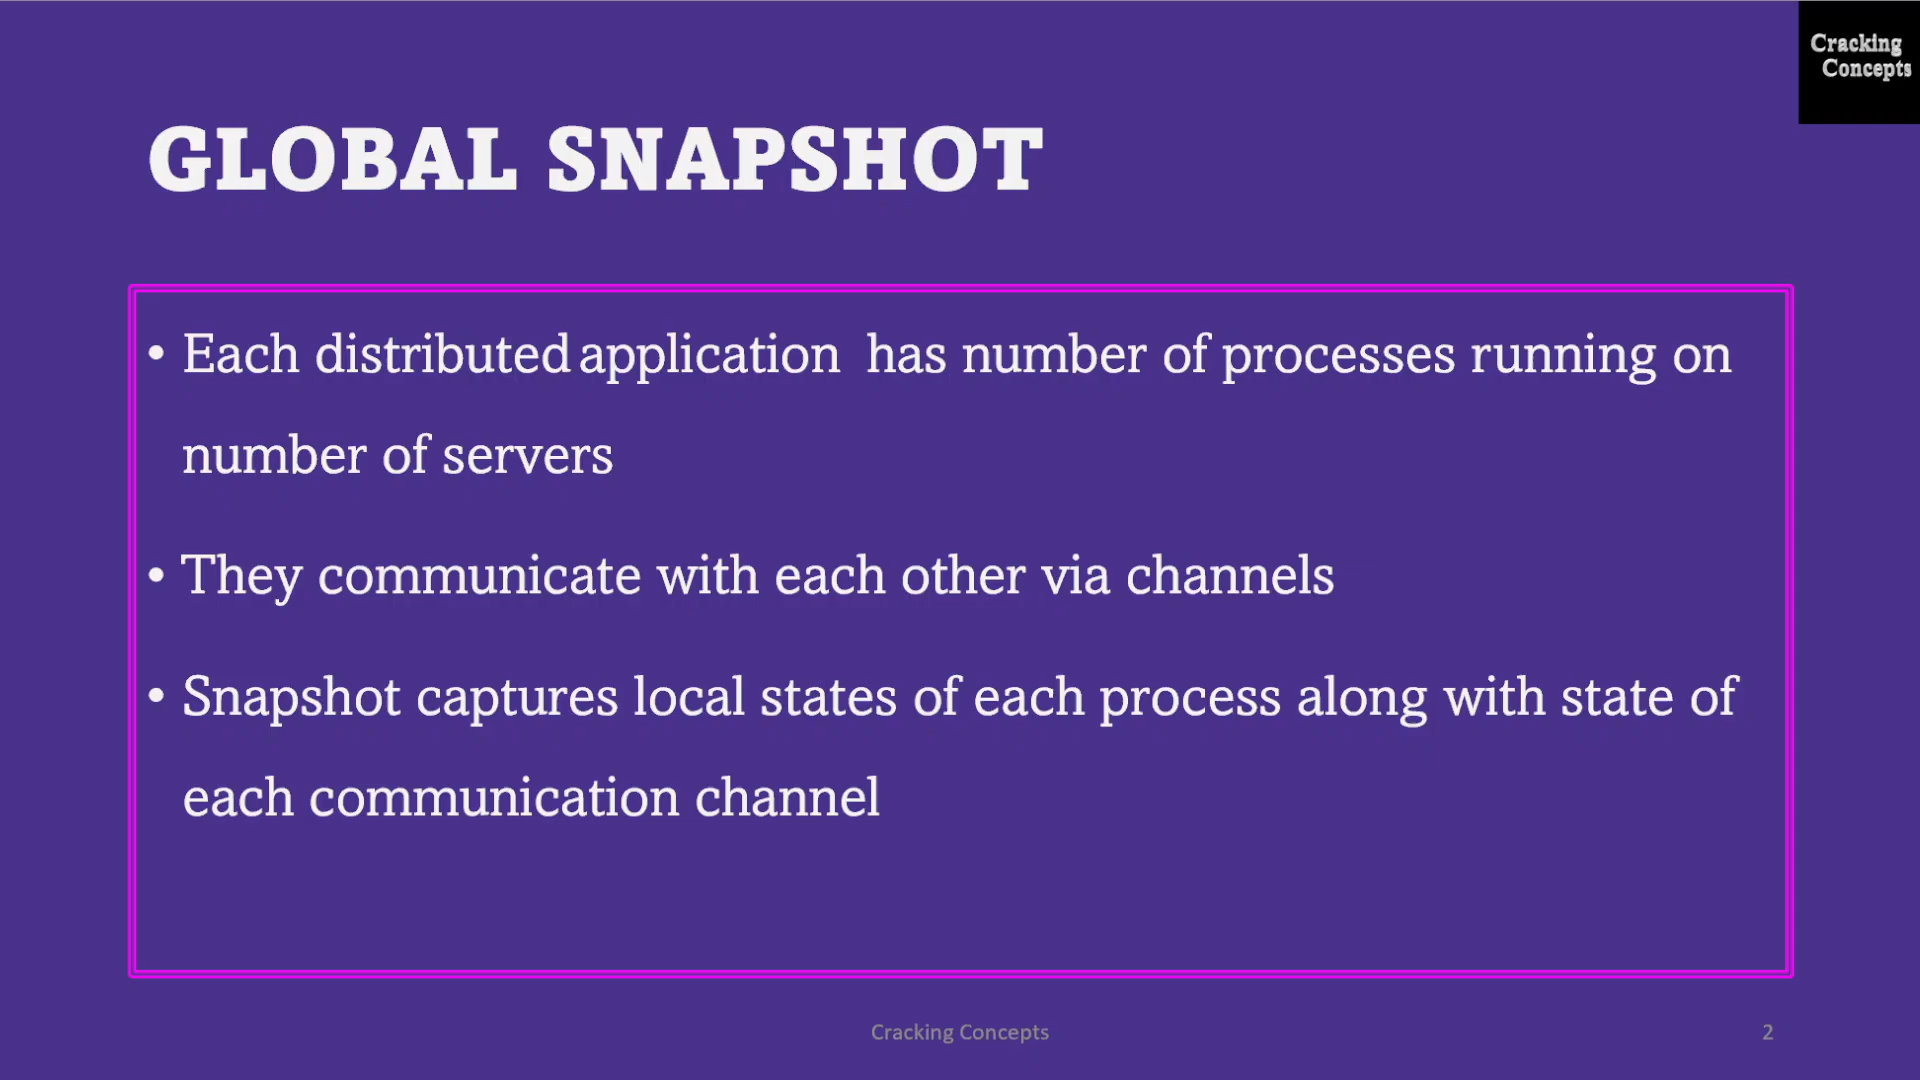 Cracking
Concepts
GLOBAL SNAPSHOT
• Each distributed application has number of processes running on
number of servers
• They communicate with each other via channels
• Snapshot captures local states of each process along with state of
each communication channel
Cracking Concepts
2